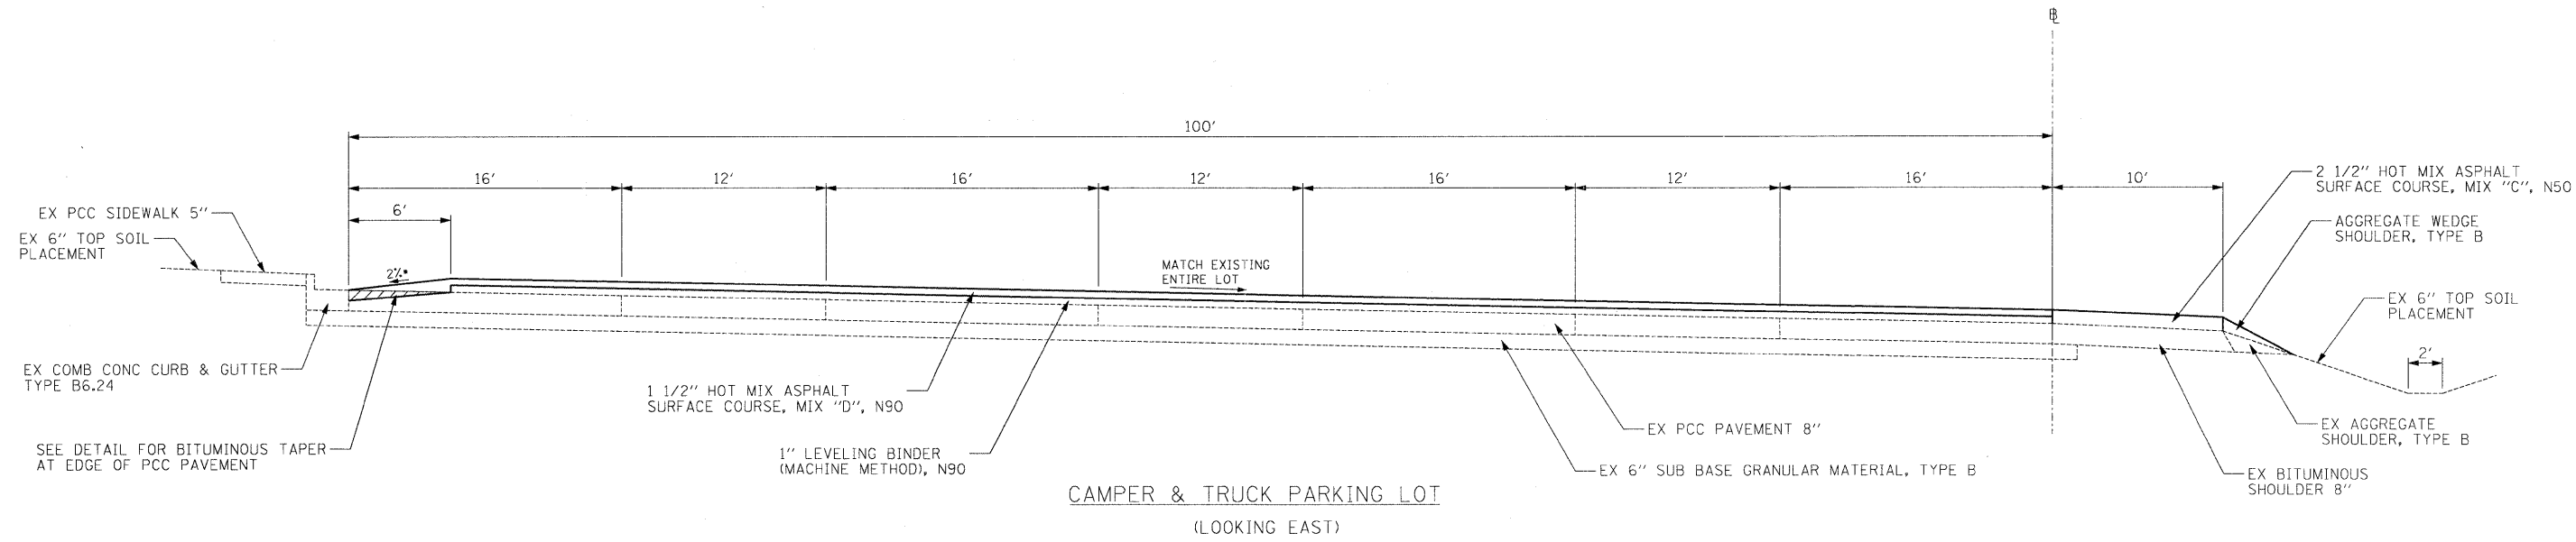 ℄
100'
16'
12'
16'
12'
16'
12'
16'
10'
6'
2 1/2" HOT MIX ASPHALT
SURFACE COURSE, MIX "C", N50
EX PCC SIDEWALK 5"
EX 6" TOP SOIL
PLACEMENT
AGGREGATE WEDGE
SHOULDER, TYPE B
2%*
MATCH EXISTING
ENTIRE LOT
EX 6" TOP SOIL
PLACEMENT
2'
EX COMB CONC CURB & GUTTER
TYPE B6.24
1 1/2" HOT MIX ASPHALT
SURFACE COURSE, MIX "D", N90
EX PCC PAVEMENT 8"
EX AGGREGATE
SHOULDER, TYPE B
SEE DETAIL FOR BITUMINOUS TAPER
AT EDGE OF PCC PAVEMENT
1" LEVELING BINDER
(MACHINE METHOD), N90
EX 6" SUB BASE GRANULAR MATERIAL, TYPE B
EX BITUMINOUS
SHOULDER 8"
CAMPER & TRUCK PARKING LOT
(LOOKING EAST)